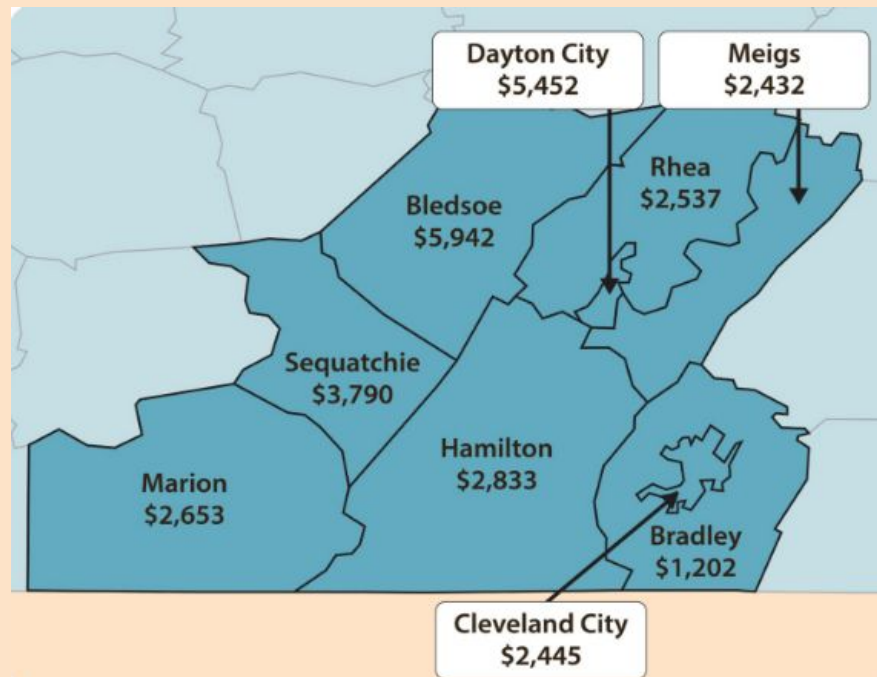 Dayton City
$5,452
Meigs
$2,432
Rhea
$2,537
Bledsoe
$5,942
Sequatchie
$3,790
Hamilton
$2,833
Marion
$2,653
Bradley
$1,202
Cleveland City
$2,445